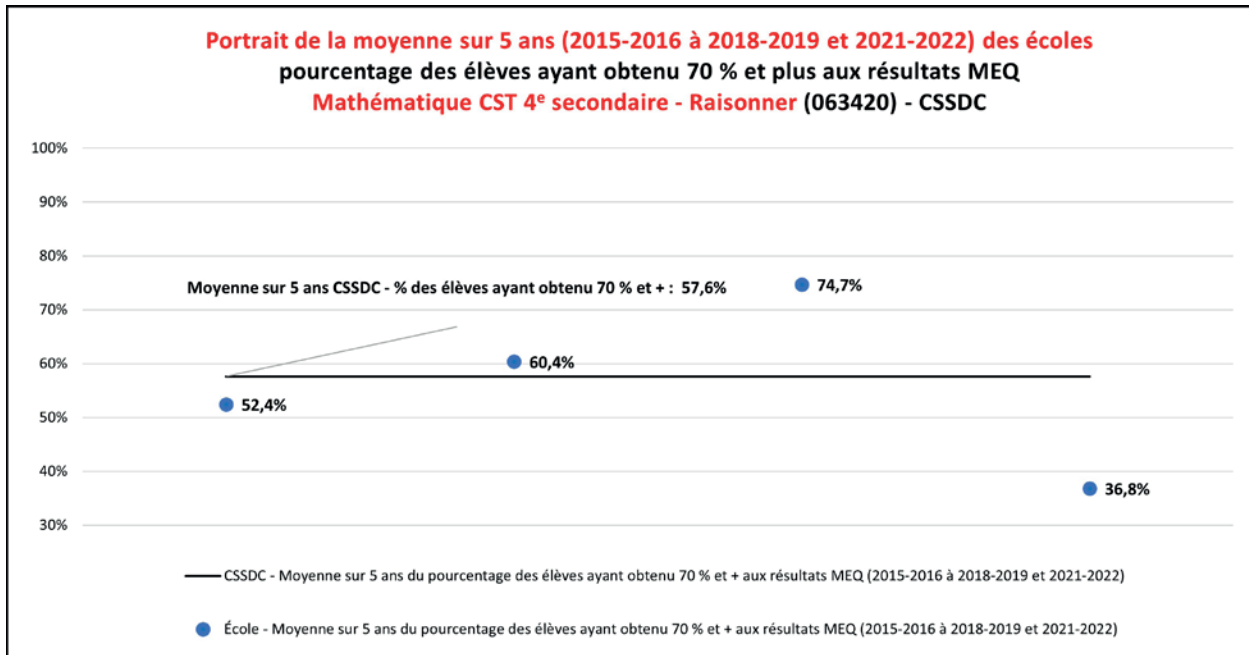 Portrait de la moyenne sur 5 ans (2015-2016 à 2018-2019 et 2021-2022) des écoles
pourcentage des élèves ayant obtenu 70 % et plus aux résultats MEQ
Mathématique CST 4e secondaire - Raisonner (063420) - CSSDC
100%
90%
80%
Moyenne sur 5 ans CSSDC - % des élèves ayant obtenu 70 % et + : 57,6%
74,7%
70%
60%
60,4%
50%
52,4%
40%
36,8%
30%
CSSDC - Moyenne sur 5 ans du pourcentage des élèves ayant obtenu 70 % et + aux résultats MEQ (2015-2016 à 2018-2019 et 2021-2022)
École - Moyenne sur 5 ans du pourcentage des élèves ayant obtenu 70 % et + aux résultats MEQ (2015-2016 à 2018-2019 et 2021-2022)